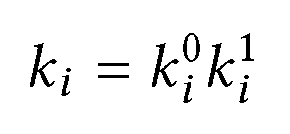 $k_i = k_i^0 k_i^1$